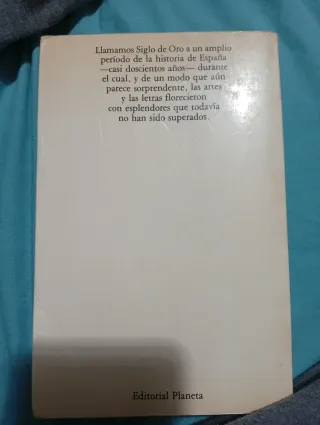 Llamamos Siglo de Oro a un amplio
período de la historia de España
—casi doscientos años— durante
el cual, y de un modo que aún
parece sorprendente, las artes
y las letras florecieron
con esplendores que todavía
no han sido superados.
Editorial Planeta